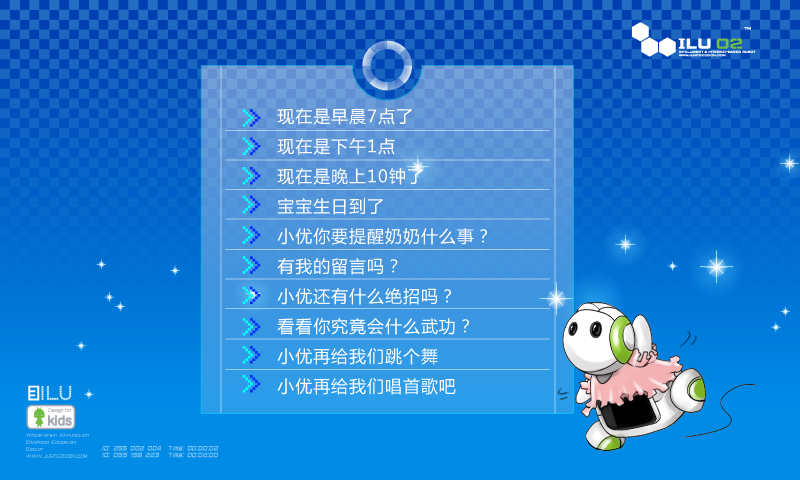 ILU 02
TM
现在是早晨7点了
现在是下午1点
现在是晚上10钟了
宝宝生日到了
小优你要提醒奶奶什么事？
有我的留言吗？
小优还有什么绝招吗？
看看你究竟会什么武功？
小优再给我们跳个舞
小优再给我们唱首歌吧
ILU
Design for
kids